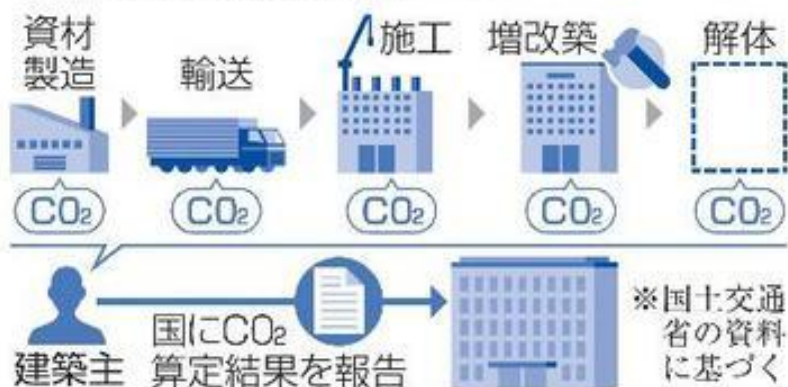 資材
製造
輸送
施工
増改築
解体
CO₂
CO₂
CO₂
CO₂
CO₂
建築主
国にCO₂
算定結果を報告
※国土交通
省の資料
に基づく